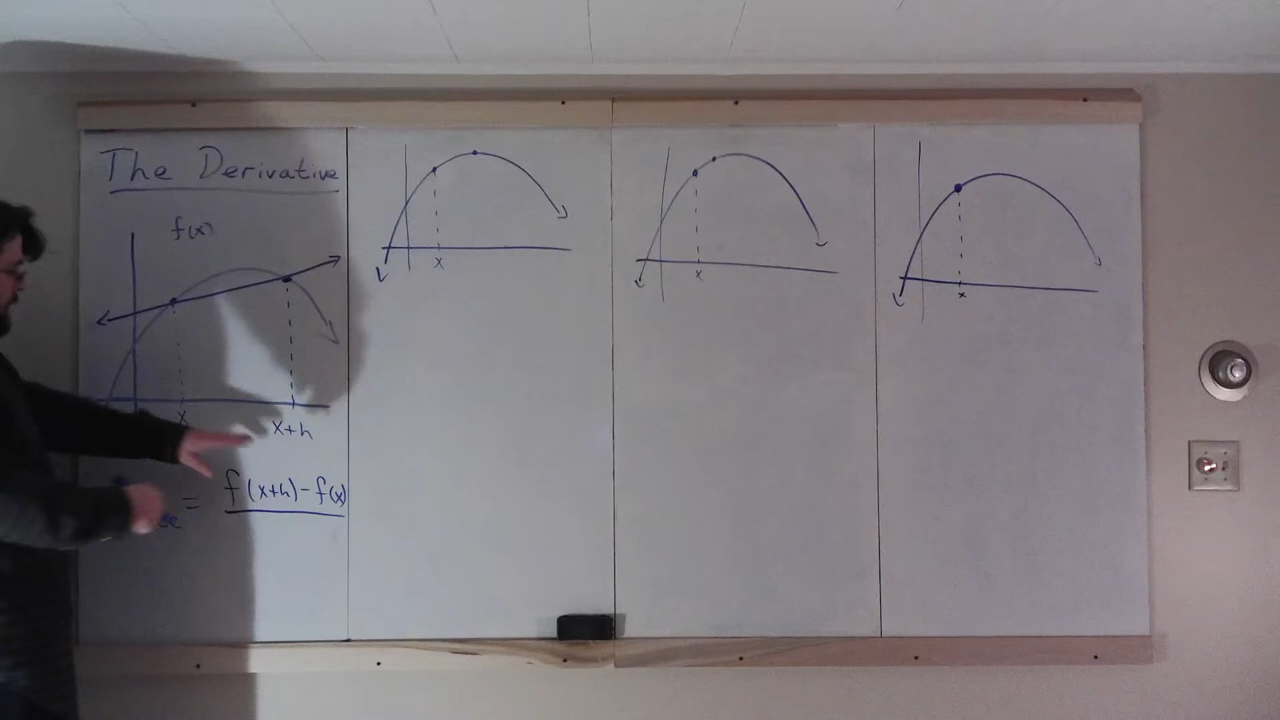 The Derivative
f(x)
x
x+h
= f(x+h) - f(x)
x
x
x